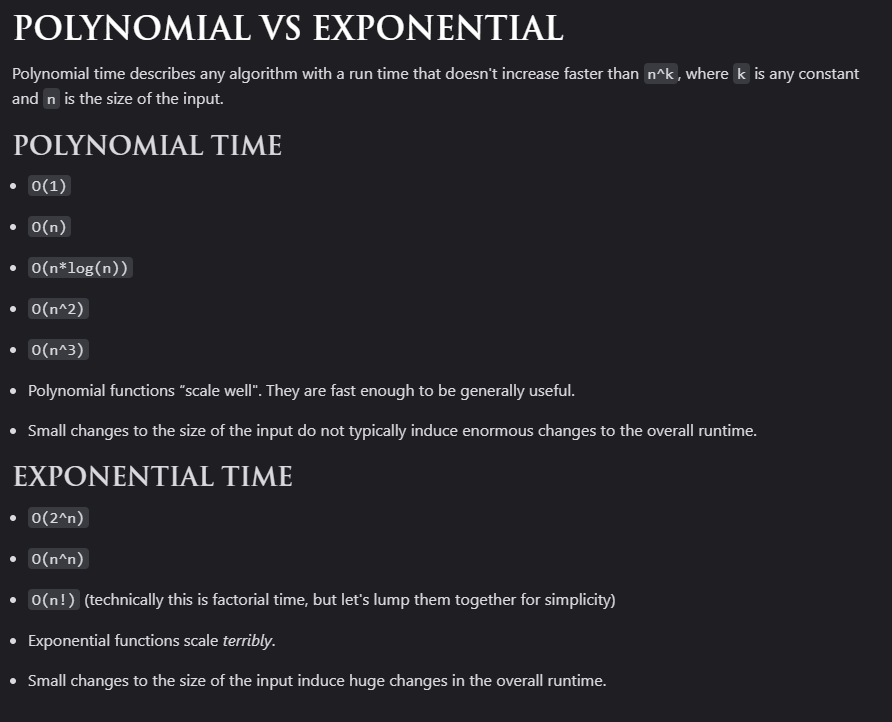 POLYNOMIAL VS EXPONENTIAL
Polynomial time describes any algorithm with a run time that doesn't increase faster than n^k, where k is any constant
and n is the size of the input.
POLYNOMIAL TIME
• O(1)
• O(n)
• O(n*log(n))
• O(n^2)
• O(n^3)
• Polynomial functions "scale well". They are fast enough to be generally useful.
• Small changes to the size of the input do not typically induce enormous changes to the overall runtime.
EXPONENTIAL TIME
• O(2^n)
• O(n^n)
• O(n!) (technically this is factorial time, but let's lump them together for simplicity)
• Exponential functions scale terribly.
• Small changes to the size of the input induce huge changes in the overall runtime.